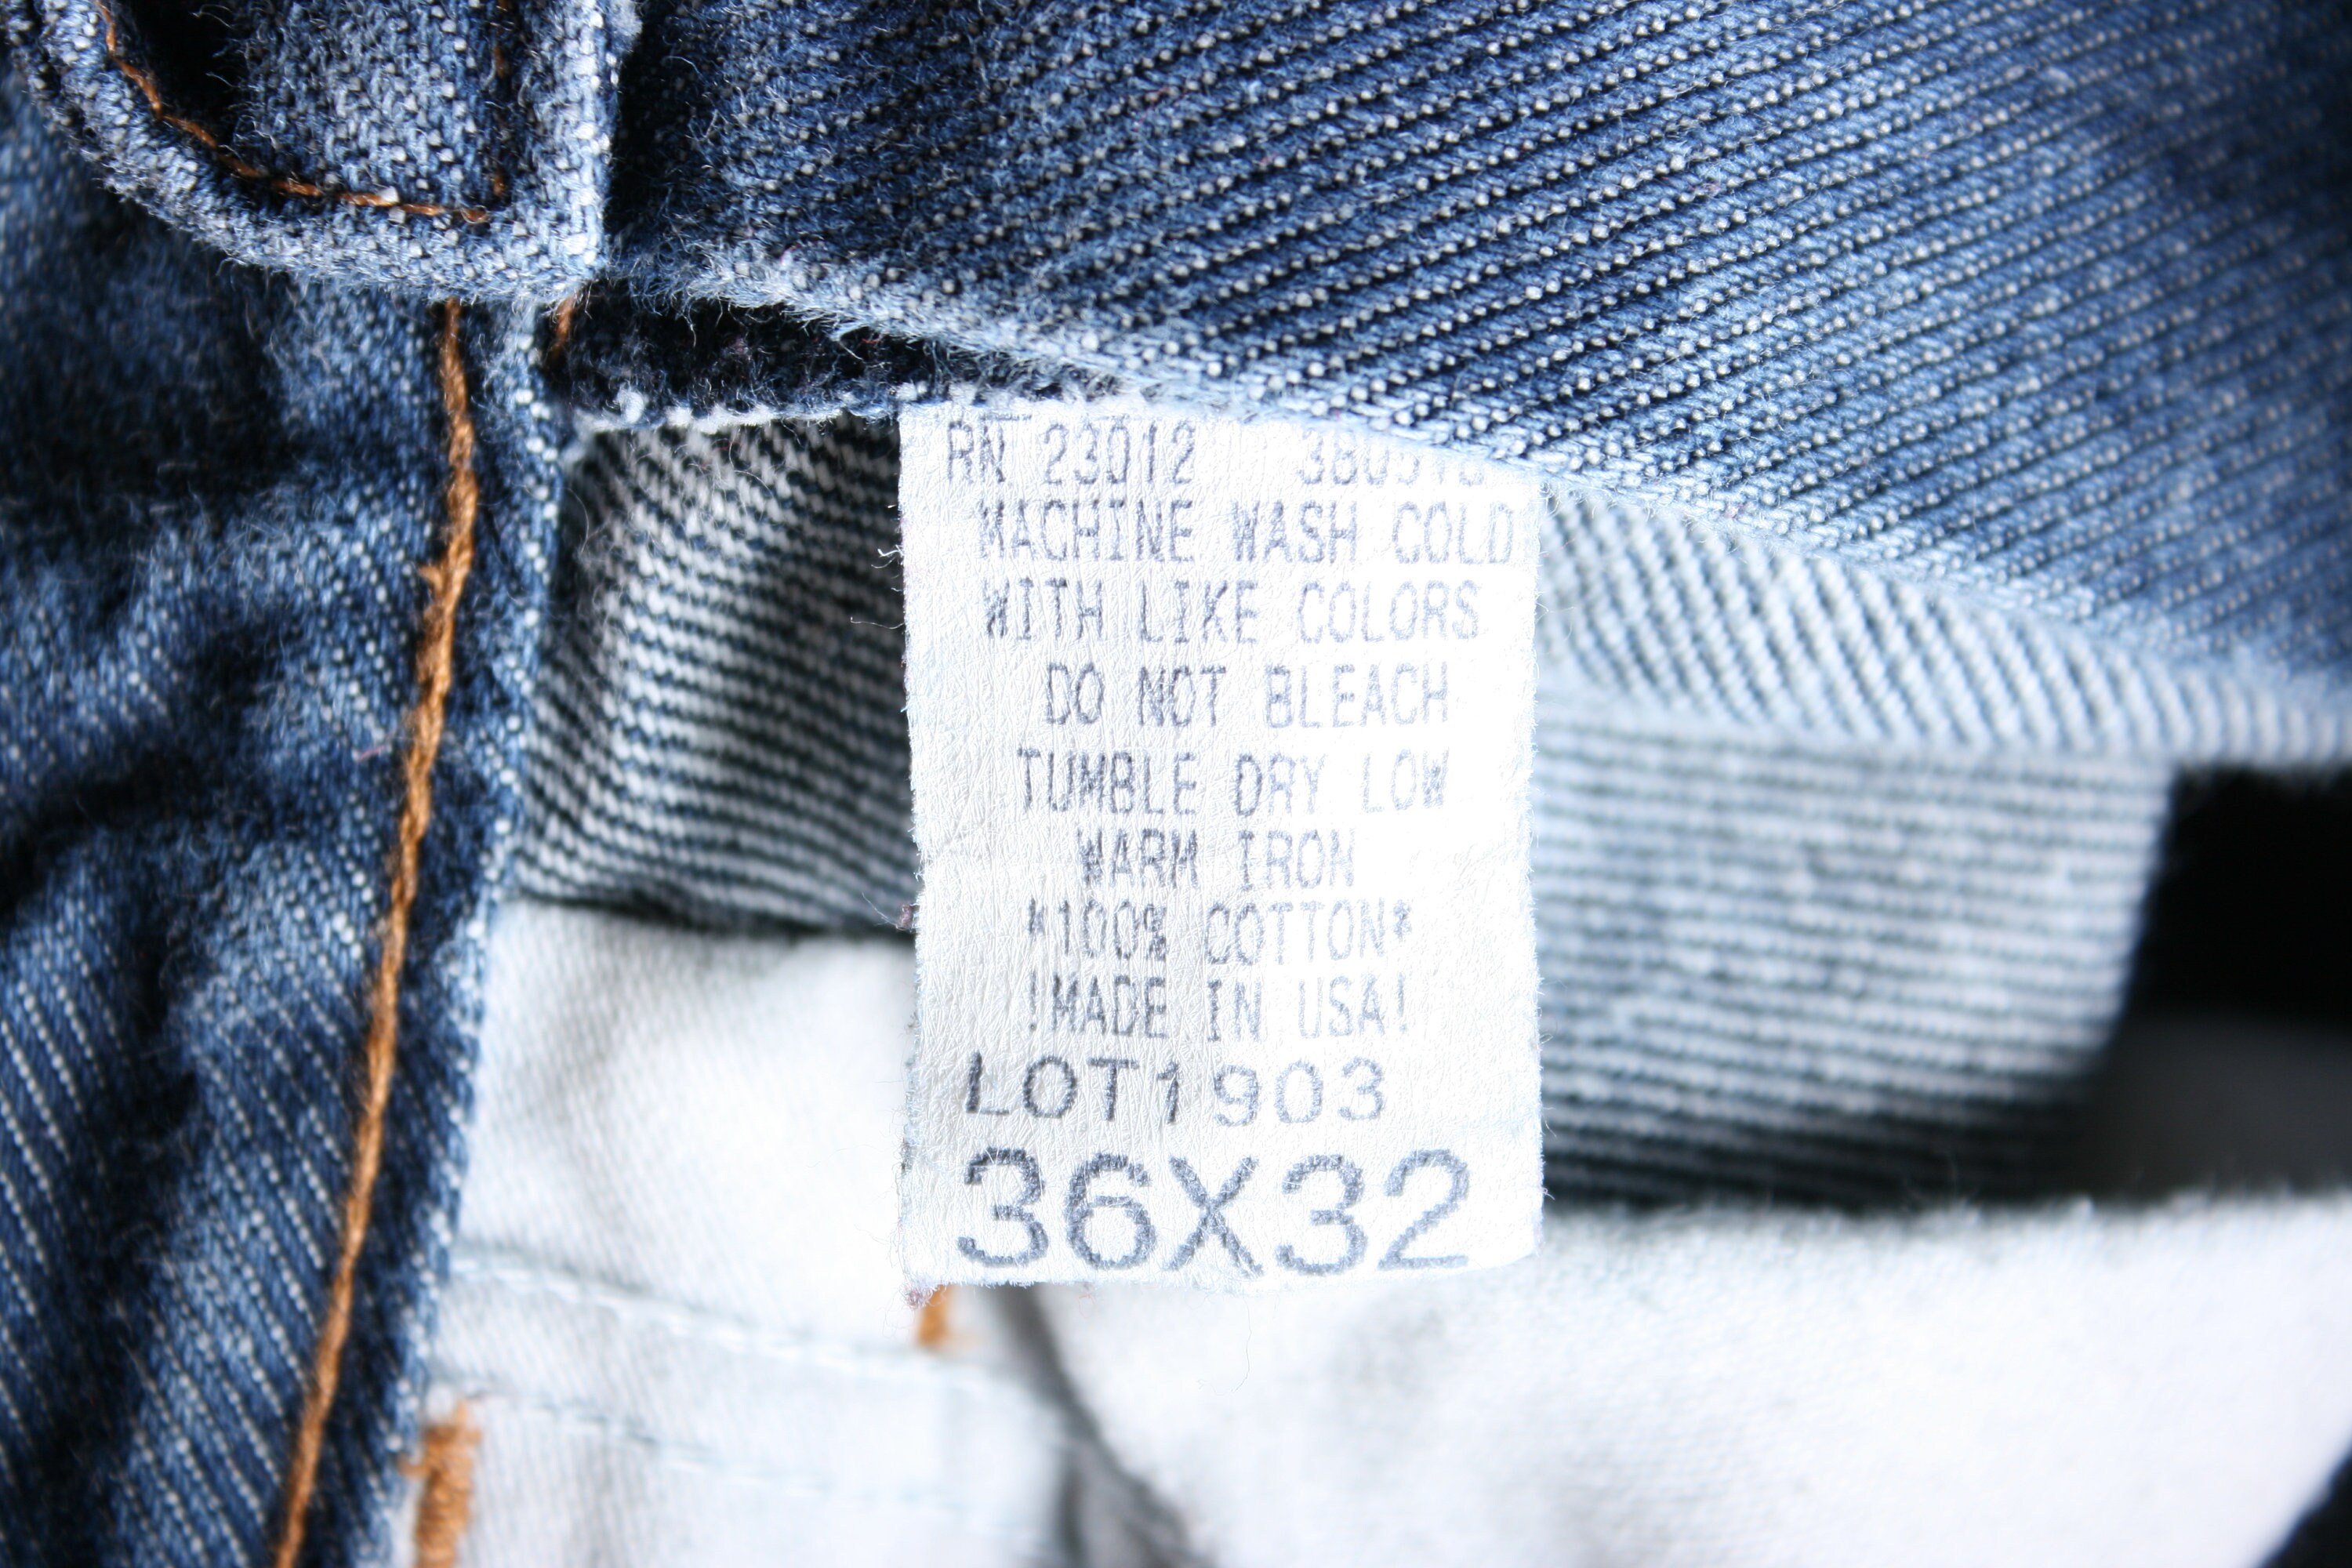 RN 23012
MACHINE WASH COLD
WITH LIKE COLORS
DO NOT BLEACH
TUMBLE DRY LOW
WARM IRON
*100% COTTON*
!MADE IN USA!
LOT1903
36X32